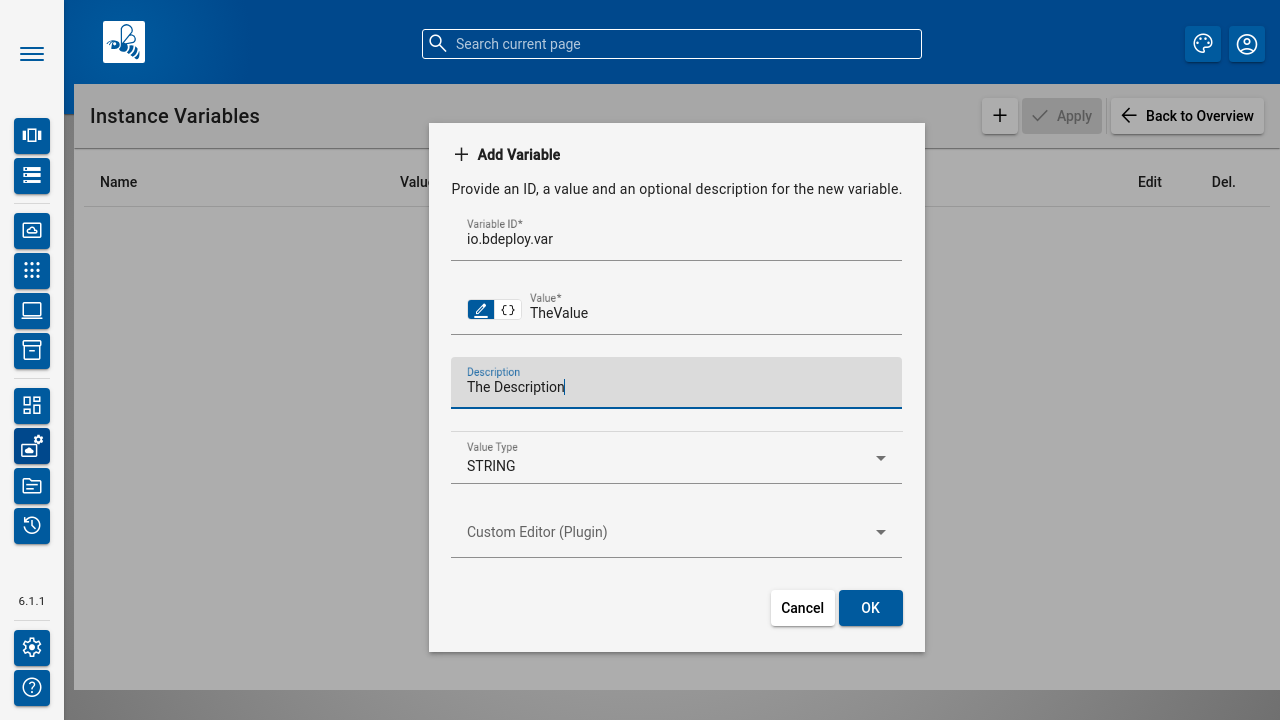 Search current page
Instance Variables
Apply
Back to Overview
Name
Value
Edit
Del.
Add Variable
Provide an ID, a value and an optional description for the new variable.
Variable ID*
io.bdeploy.var
{}
Value*
TheValue
Description
The Description
Value Type
STRING
Custom Editor (Plugin)
Cancel
OK
6.1.1